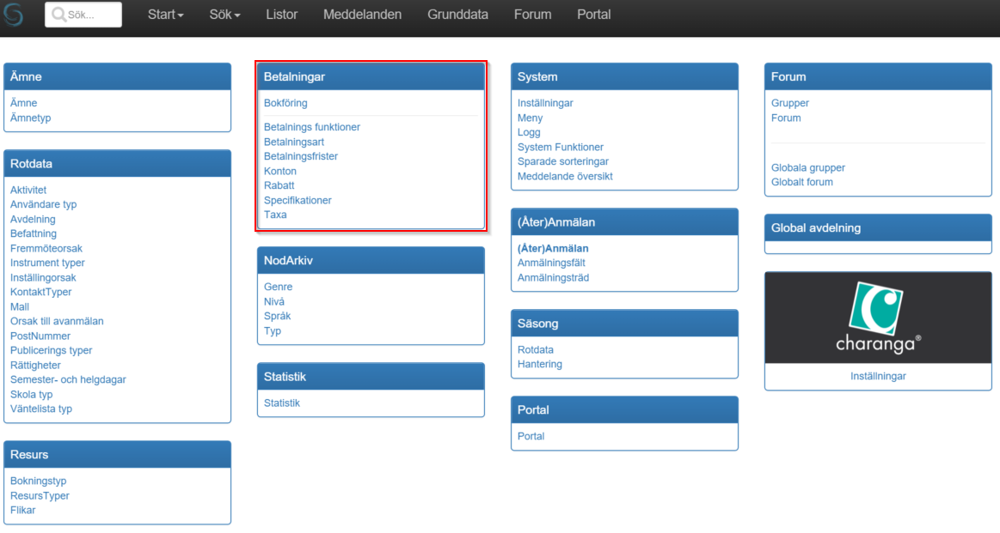 Sök...
Start
Sök
Listor
Meddelanden
Grunddata
Forum
Portal
Ämne
Ämne
Ämnetyp
Rotdata
Aktivitet
Användare typ
Avdelning
Befattning
Fremmöteorsak
Instrument typer
Inställingorsak
KontaktTyper
Mall
Orsak till avanmälan
PostNummer
Publicerings typer
Rättigheter
Semester- och helgdagar
Skola typ
Väntelista typ
Resurs
Bokningstyp
ResursTyper
Flikar
Betalningar
Bokföring
Betalnings funktioner
Betalningsart
Betalningsfrister
Konton
Rabatt
Specifikationer
Taxa
NodArkiv
Genre
Nivå
Språk
Typ
Statistik
Statistik
System
Inställningar
Meny
Logg
System Funktioner
Sparade sorteringar
Meddelande översikt
(Åter)Anmälan
(Åter)Anmälan
Anmälningsfält
Anmälningsträd
Säsong
Rotdata
Hantering
Portal
Portal
Forum
Grupper
Forum
Globala grupper
Globalt forum
Global avdelning
charanga®
Inställningar